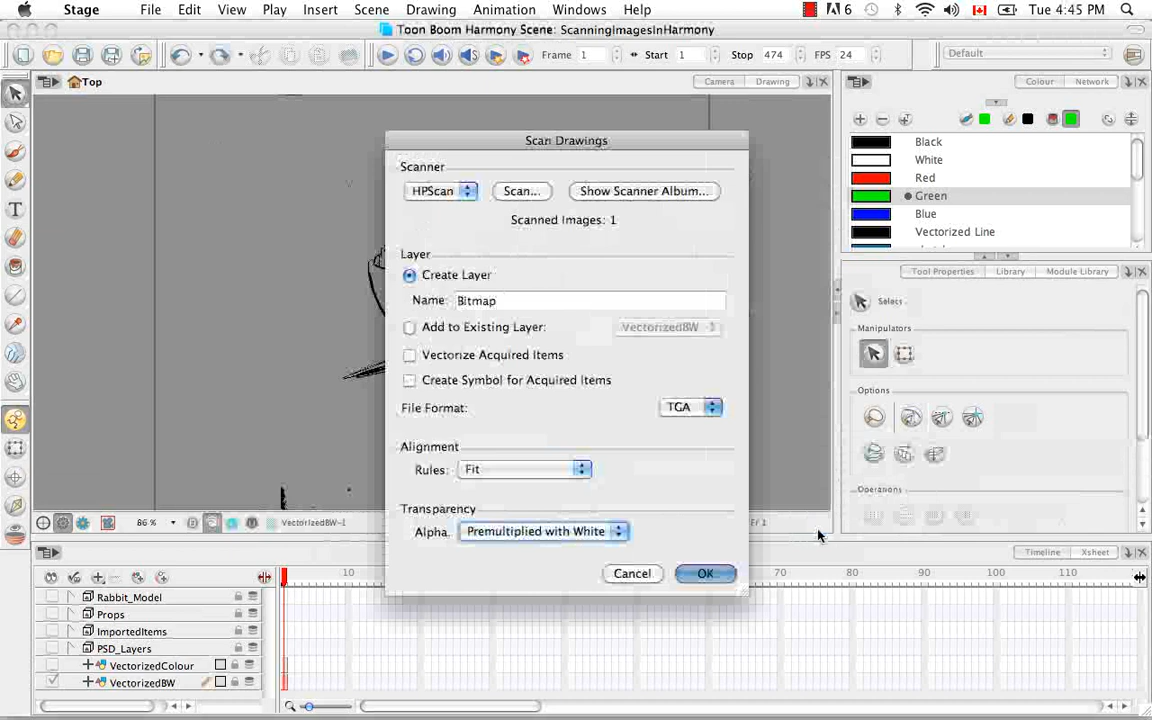 Stage File Edit View Play Insert Scene Drawing Animation Windows Help 6 Tue 4:45 PM
Toon Boom Harmony Scene: ScanningImagesInHarmony
Frame 1 Start 1 Stop 474 FPS 24 Default
Top Camera Drawing Colour Network
Scan Drawings
Scanner
HPScan Scan... Show Scanner Album...
Scanned Images: 1
Layer
Create Layer
Name: Bitmap
Add to Existing Layer: VectorizedBW
Vectorize Acquired Items
Create Symbol for Acquired Items
File Format: TGA
Alignment
Rules: Fit
Transparency
Alpha Premultiplied with White
Cancel OK
Black
White
Red
Green
Blue
Vectorized Line
Tool Properties Library Module Library
Select
Manipulators
Options
Operations
86 % VectorizedBW-1
Timeline Xsheet
10 70 80 90 100 110
Rabbit_Model
Props
ImportedItems
PSD_Layers
VectorizedColour
VectorizedBW